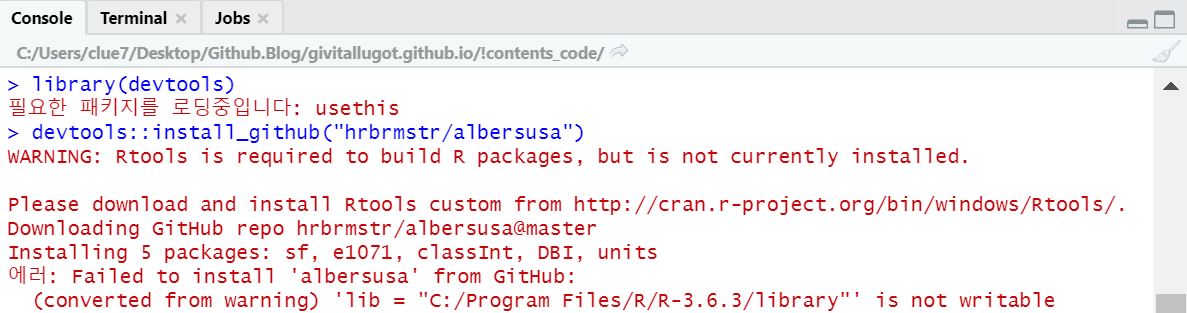 Console Terminal Jobs
C:/Users/clue7/Desktop/Github.Blog/givitallugot.github.io/!contents_code/
> library(devtools)
필요한 패키지를 로딩중입니다: usethis
> devtools::install_github("hrbrmstr/albersusa")
WARNING: Rtools is required to build R packages, but is not currently installed.
Please download and install Rtools custom from http://cran.r-project.org/bin/windows/Rtools/.
Downloading GitHub repo hrbrmstr/albersusa@master
Installing 5 packages: sf, e1071, classInt, DBI, units
에러: Failed to install 'albersusa' from GitHub:
(converted from warning) 'lib = "C:/Program Files/R/R-3.6.3/library"' is not writable